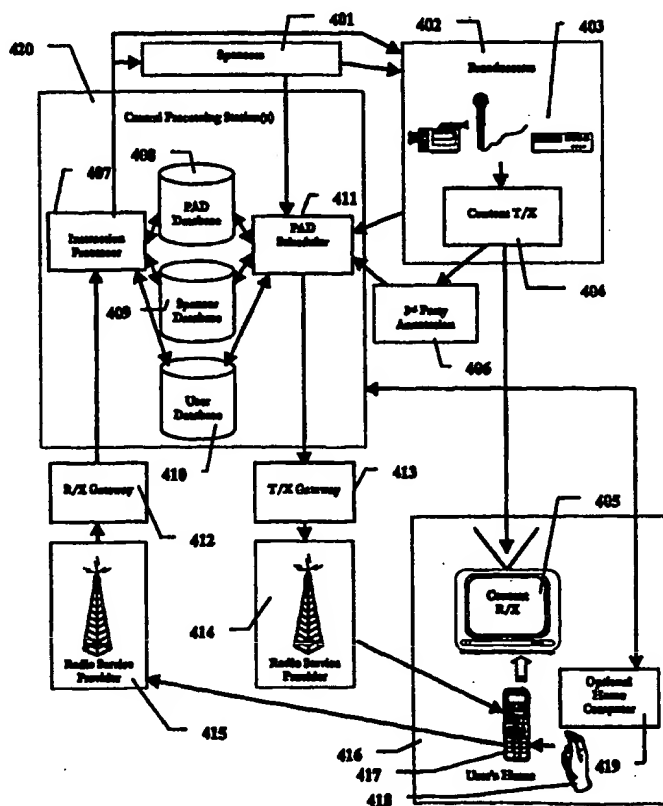 401
402
403
420
Sponsors
Broadcasters
Central Processing Station(s)
408
407
411
PAD
Database
PAD
Scheduler
Instruction
Processor
Content T/X
404
409
Sponsor
Database
3rd Party
406
User
Database
410
413
405
R/X Gateway
T/X Gateway
412
Content
R/X
414
Radio Service
Provider
Radio Service
Provider
Optional
Home
Computer
415
416
417
User's Home
419
418